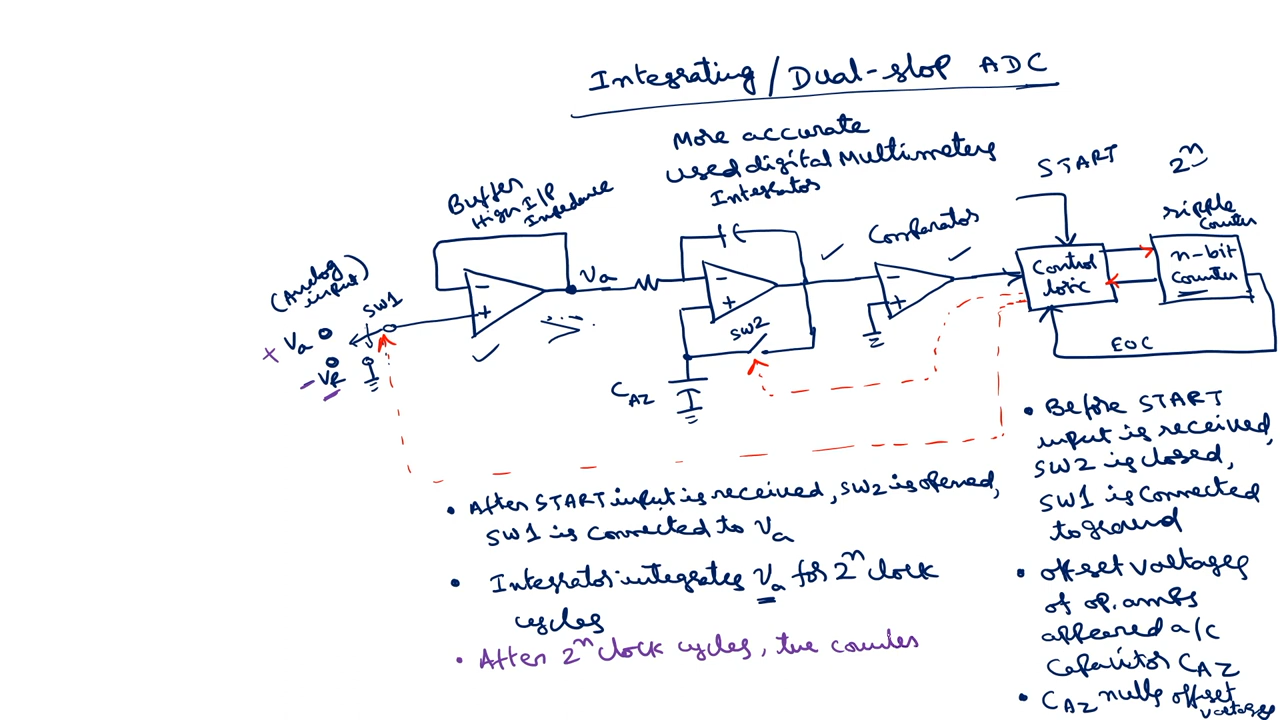 Integrating / Dual-slop ADC
More accurate
used digital Multimeters
Integrator
Buffer
High I/P
Impedance
(Analog
input)
SW1
+ Va
- VR
Va
-
+
-
+
SW2
CAZ
Comparator
-
+
START
Control
logic
2^n
ripple
counter
n-bit
counter
EOC
• Before START
input is received,
SW2 is closed,
SW1 is connected
to ground
• offset voltages
of op.amps
appeared a/c
capacitor CAZ
• CAZ nulls offset
voltages
• After START input is received, SW2 is opened,
SW1 is connected to Va
• Integrator integrates Va for 2^n clock
cycles
• After 2^n clock cycles, the counter